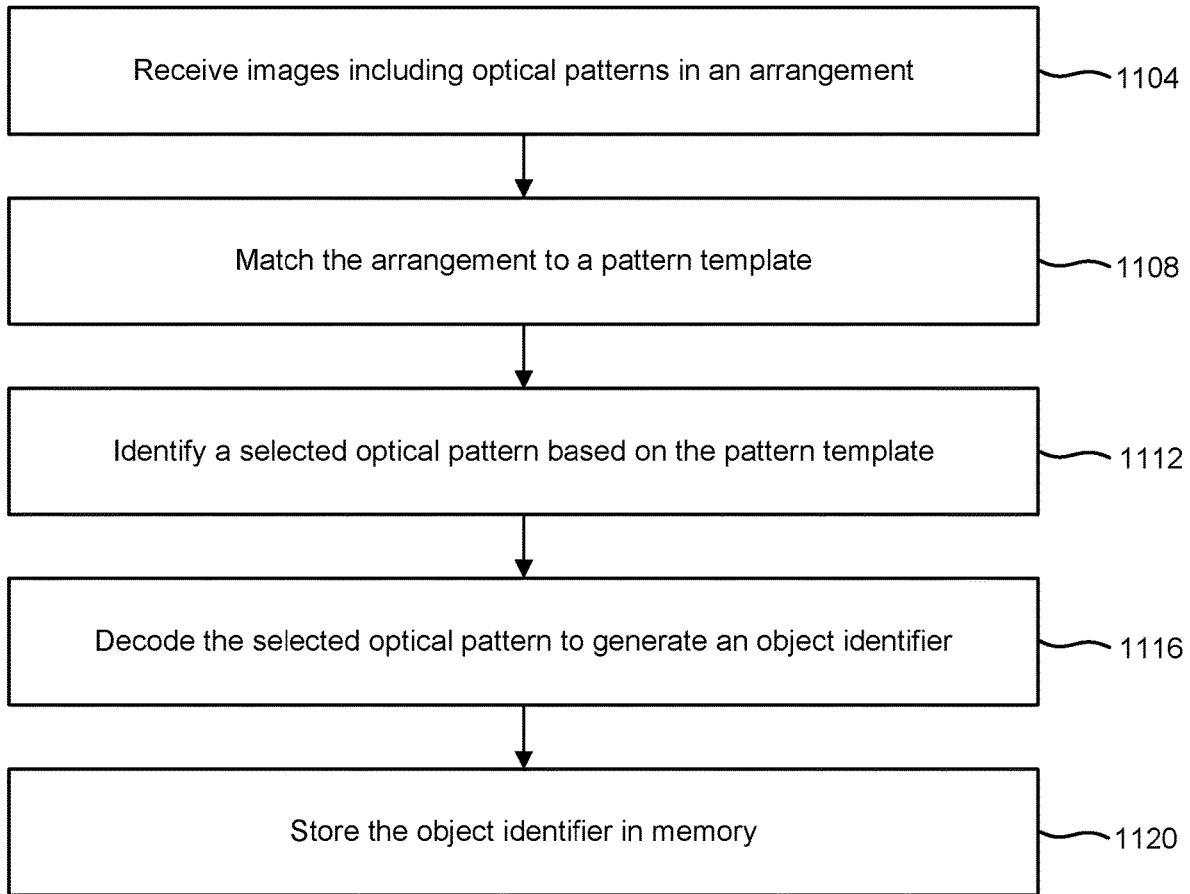 Receive images including optical patterns in an arrangement
1104
Match the arrangement to a pattern template
1108
Identify a selected optical pattern based on the pattern template
1112
Decode the selected optical pattern to generate an object identifier
1116
Store the object identifier in memory
1120